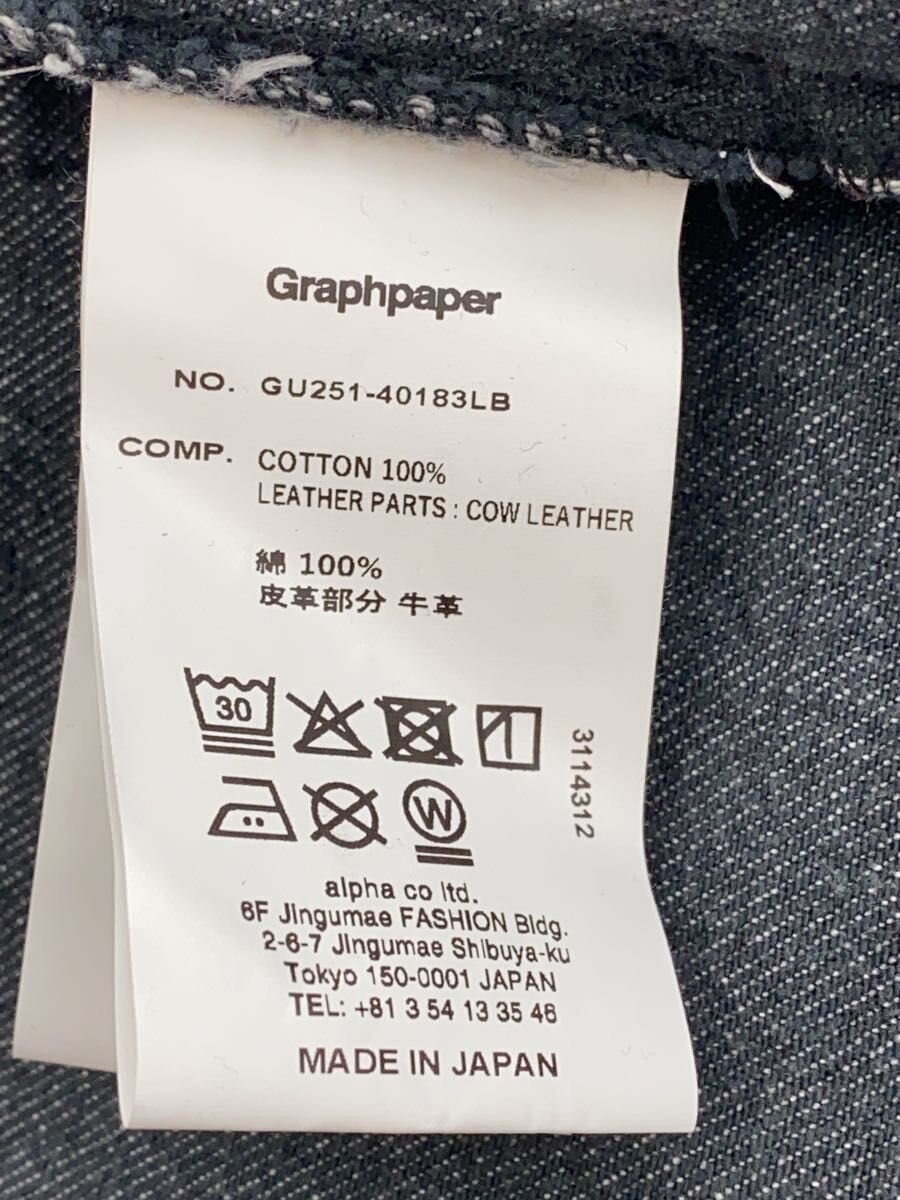 Graphpaper
NO. GU251-40183LB
COMP. COTTON 100%
LEATHER PARTS : COW LEATHER
綿 100%
皮革部分 牛革
30
W
3114312
alpha co ltd.
6F Jingumae FASHION Bldg.
2-6-7 Jingumae Shibuya-ku
Tokyo 150-0001 JAPAN
TEL: +81 3 54 13 35 46
MADE IN JAPAN